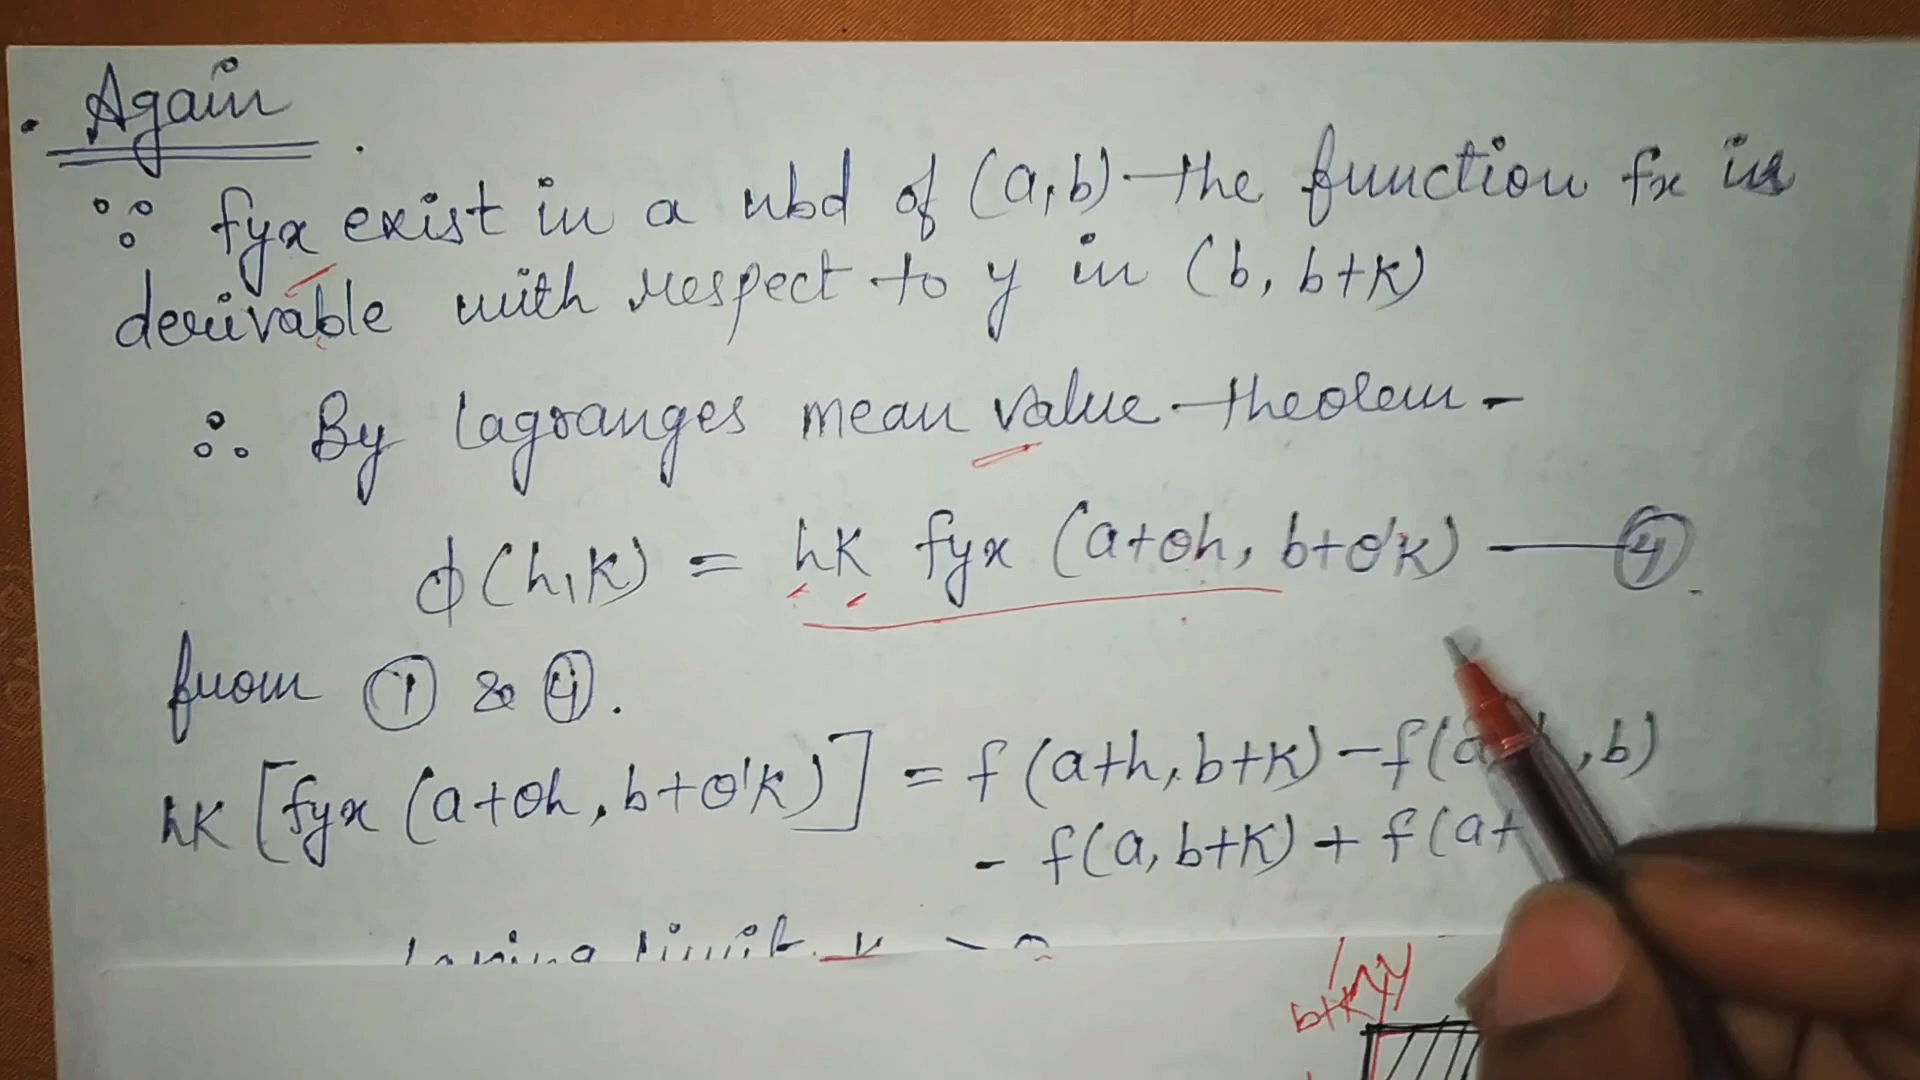 Again
∵ fyx exist in a nbd of (a,b) the function fx is
derivable with respect to y in (b, b+k)
∴ By lagranges mean value theorem -
ϕ(h,k) = hk fyx (a+θh, b+θ'k) — ④
from ① & ④.
hk [fyx (a+θh, b+θ'k)] = f(a+h, b+k) - f(a , b)
- f(a, b+k) + f(a+
b+k y